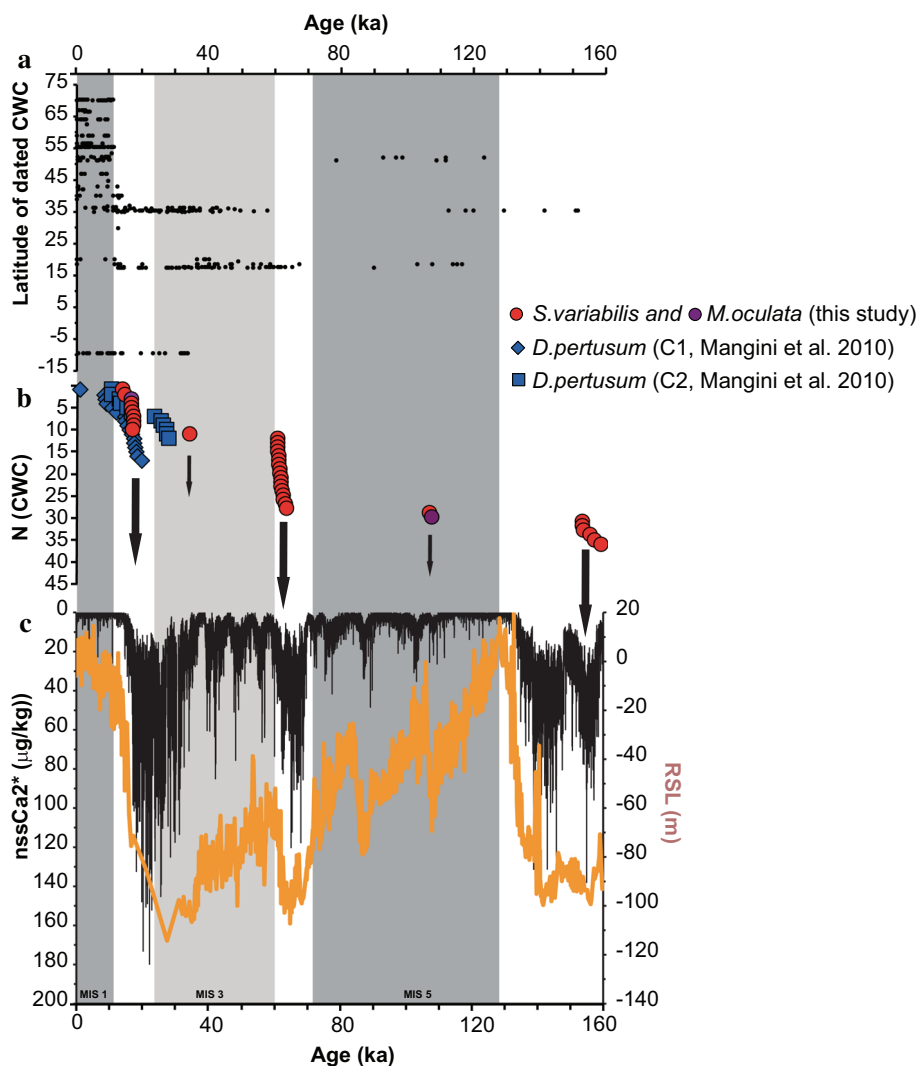 Age (ka)
0 40 80 120 160
a
Latitude of dated CWC
75
65
55
45
35
25
15
5
-5
-15
S.variabilis and M.oculata (this study)
D.pertusum (C1, Mangini et al. 2010)
D.pertusum (C2, Mangini et al. 2010)
b
N (CWC)
5
10
15
20
25
30
35
40
45
c
nssCa2* (µg/kg))
0
20
40
60
80
100
120
140
160
180
200
RSL (m)
20
0
-20
-40
-60
-80
-100
-120
-140
MIS 1
MIS 3
MIS 5
0 40 80 120 160
Age (ka)